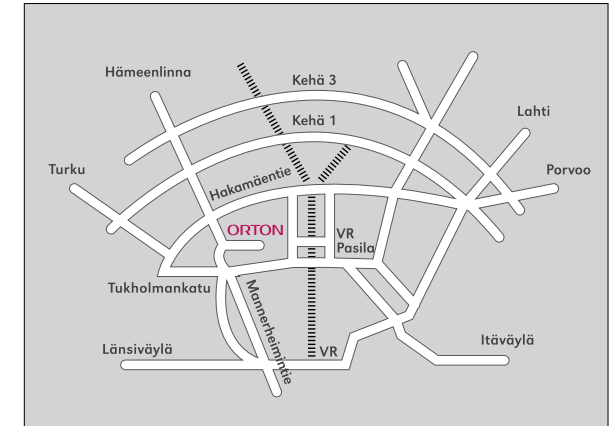 Hämeenlinna
Kehä 3
Kehä 1
Lahti
Turku
Hakamäentie
Porvoo
ORTON
VR
Pasila
Tukholmankatu
Mannerheimintie
Länsiväylä
VR
Itäväylä